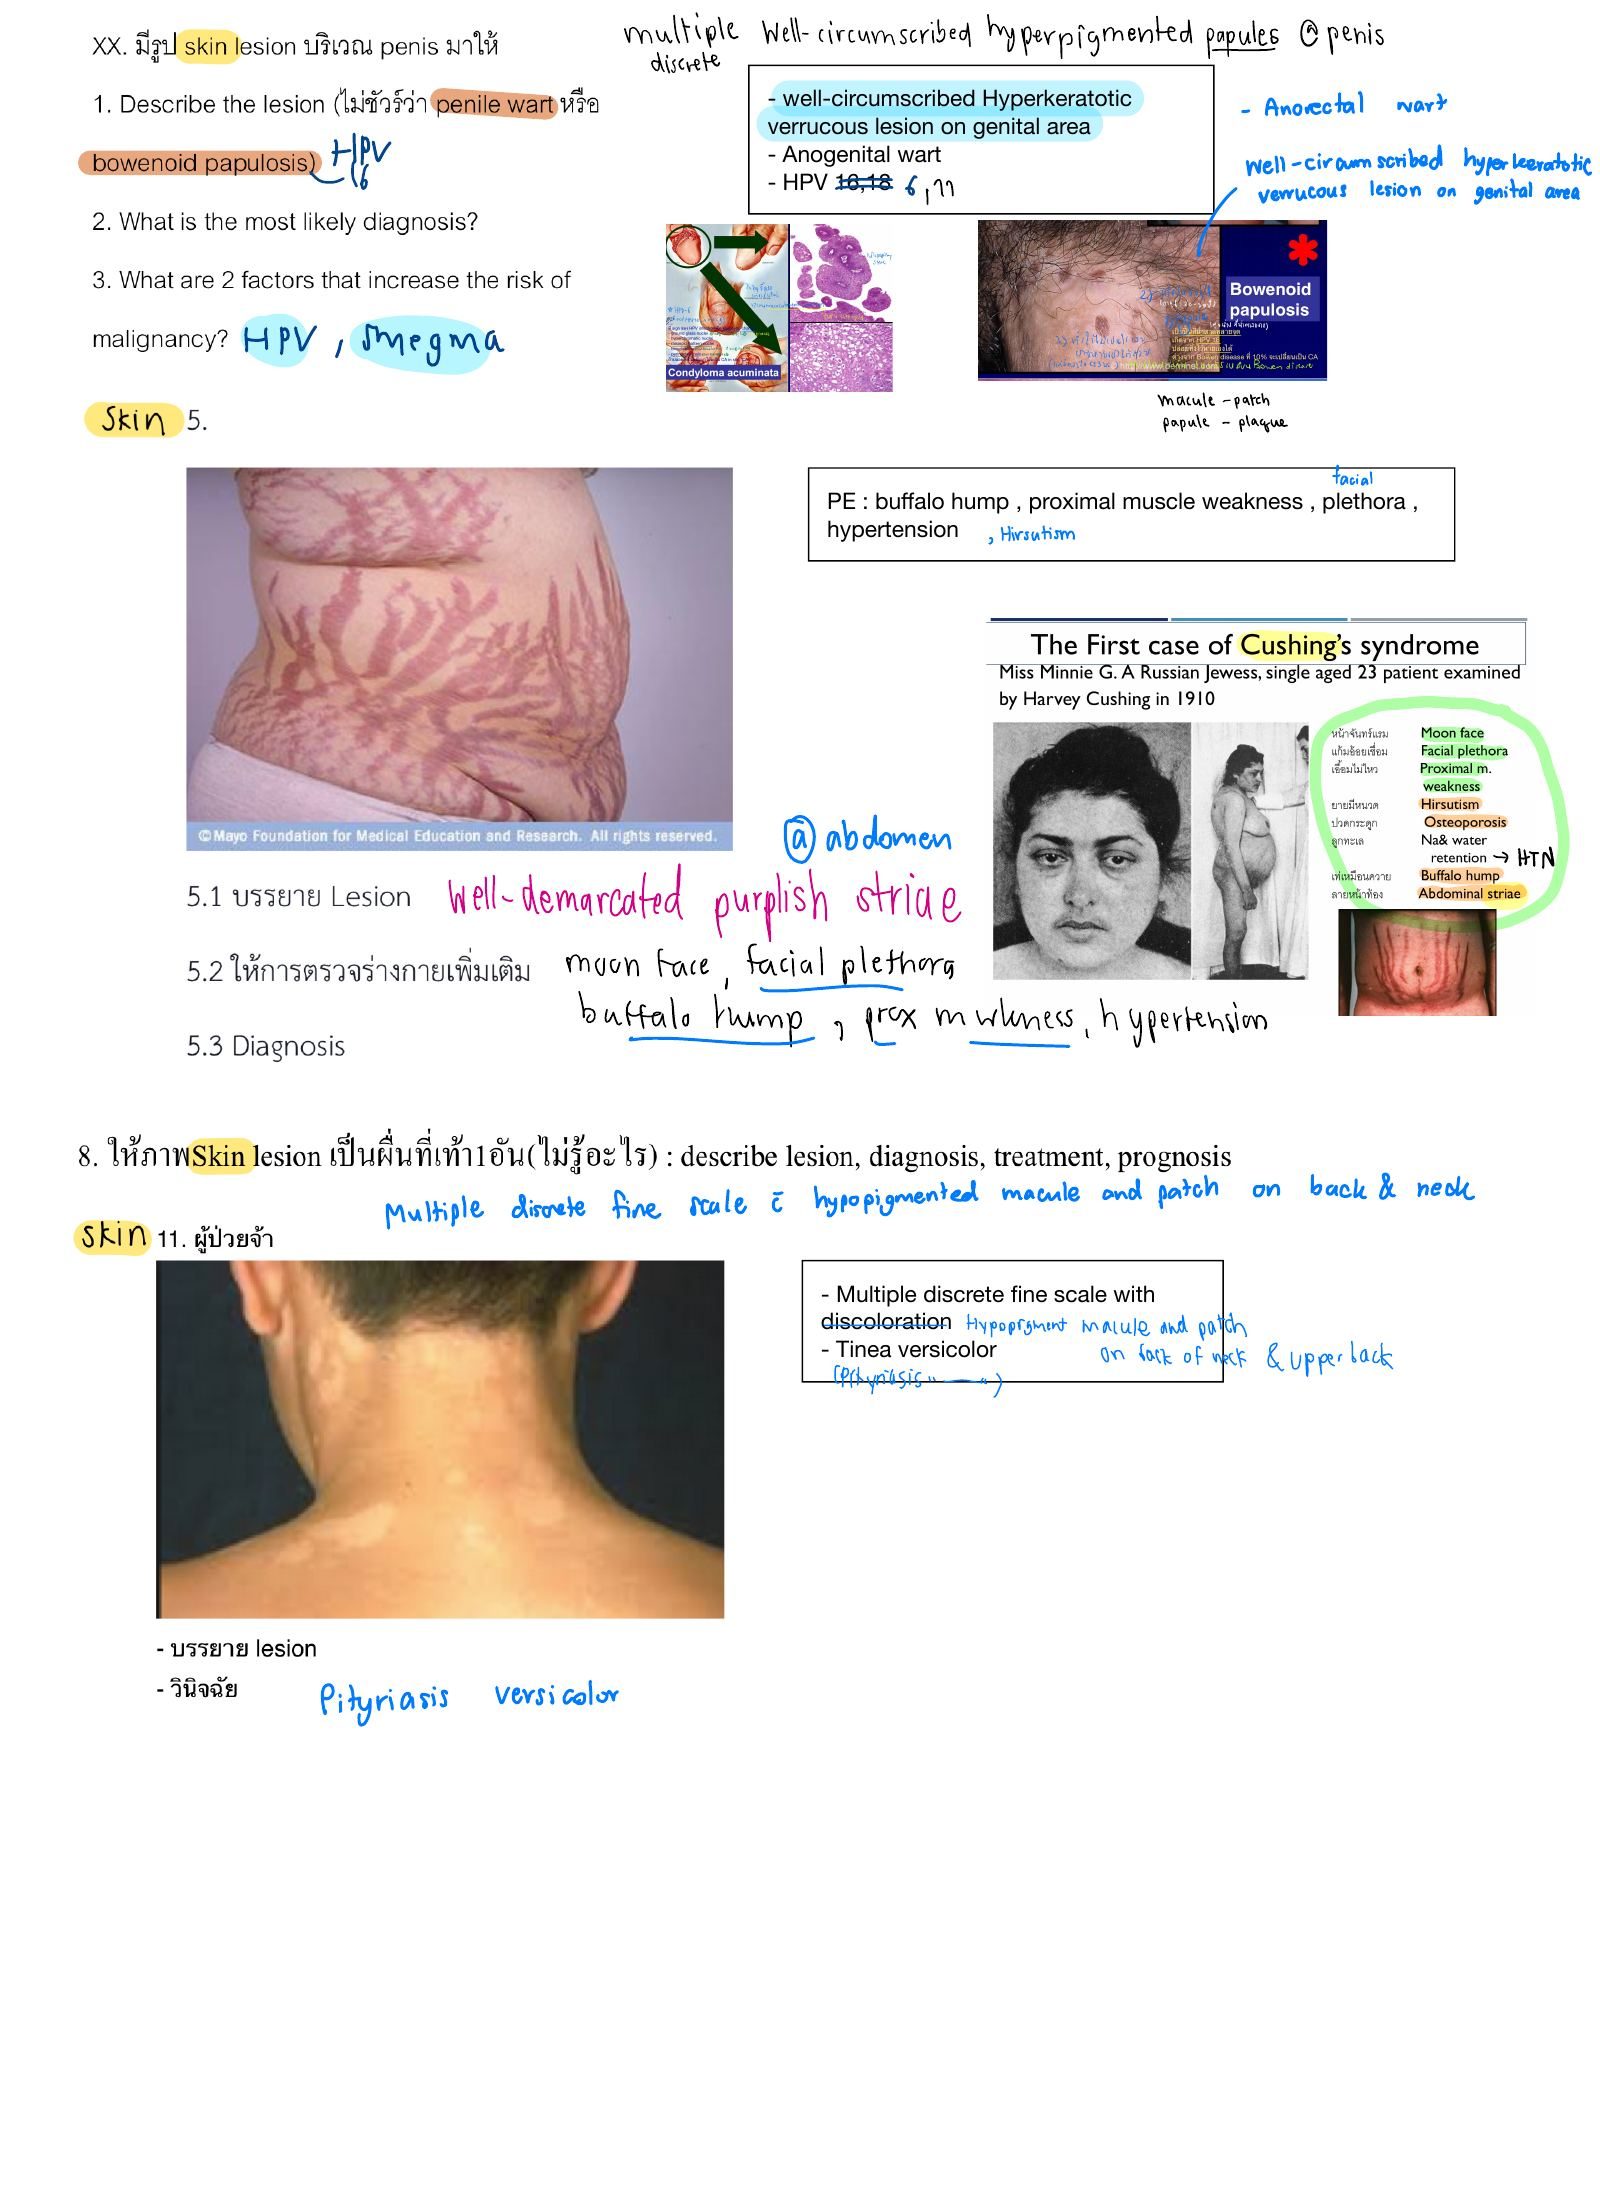 multiple Well-circumscribed hyperpigmented papules @ penis
discrete
XX. มีรูป skin lesion บริเวณ penis มาให้
1. Describe the lesion (ไม่ชัวร์ว่า penile wart หรือ
bowenoid papulosis) HPV
16
2. What is the most likely diagnosis?
3. What are 2 factors that increase the risk of
malignancy? HPV , smegma
- well-circumscribed Hyperkeratotic
verrucous lesion on genital area
- Anogenital wart
- HPV 16,18 6,11
- Anorectal wart
well-circumscribed hyperkeratotic
verrucous lesion on genital area
Condyloma acuminata
Bowenoid
papulosis
macule - patch
papule - plaque
Skin 5.
©Mayo Foundation for Medical Education and Research. All rights reserved.
facial
PE : buffalo hump , proximal muscle weakness , plethora ,
hypertension , Hirsutism
The First case of Cushing's syndrome
Miss Minnie G. A Russian Jewess, single aged 23 patient examined
by Harvey Cushing in 1910
หน้าจันทร์แรม Moon face
แก้มอ้อยเชื่อม Facial plethora
เอื้อมไม่ไหว Proximal m.
weakness
ยายมีหนวด Hirsutism
ปวดกระดูก Osteoporosis
ลูกทะเล Na& water
retention → HTN
เท่เหมือนควาย Buffalo hump
ลายหน้าท้อง Abdominal striae
@ abdomen
5.1 บรรยาย Lesion Well-demarcated purplish striae
5.2 ให้การตรวจร่างกายเพิ่มเติม moon face, facial plethora
buffalo hump , prox m wkness, hypertension
5.3 Diagnosis
8. ให้ภาพSkin lesion เป็นผื่นที่เท้า1อัน(ไม่รู้อะไร) : describe lesion, diagnosis, treatment, prognosis
Multiple discrete fine scale c̄ hypopigmented macule and patch on back & neck
skin 11. ผู้ป่วยจ้า
- Multiple discrete fine scale with
discoloration Hypopigment macule and patch
on back of neck & upper back
- Tinea versicolor
(Pityriasis " — ")
- บรรยาย lesion
- วินิจฉัย Pityriasis versicolor